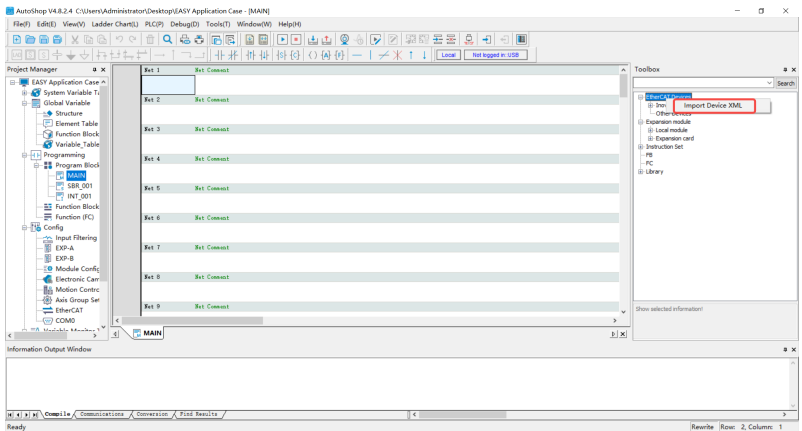 AutoShop V4.8.2.4 C:\Users\Administrator\Desktop\EASY Application Case - [MAIN]
File(F) Edit(E) View(V) Ladder Chart(L) PLC(P) Debug(D) Tools(T) Window(W) Help(H)
Local Not logged in: USB
Project Manager
EASY Application Case
System Variable Ta
Global Variable
Structure
Element Table
Function Block
Variable_Table
Programming
Program Block
MAIN
SBR_001
INT_001
Function Block
Function (FC)
Config
Input Filtering
EXP-A
EXP-B
Module Config
Electronic Cam
Motion Contro
Axis Group Set
EtherCAT
COM0
Variable Monitor T
Net 1 Net Comment
Net 2 Net Comment
Net 3 Net Comment
Net 4 Net Comment
Net 5 Net Comment
Net 6 Net Comment
Net 7 Net Comment
Net 8 Net Comment
Net 9 Net Comment
MAIN
Toolbox
Search
EtherCAT Devices
Inov
Import Device XML
Other Devices
Expansion module
Local module
Expansion card
Instruction Set
FB
FC
Library
Show selected information!
Information Output Window
Compile Communications Conversion Find Results
Ready
Rewrite Row: 2, Column: 1